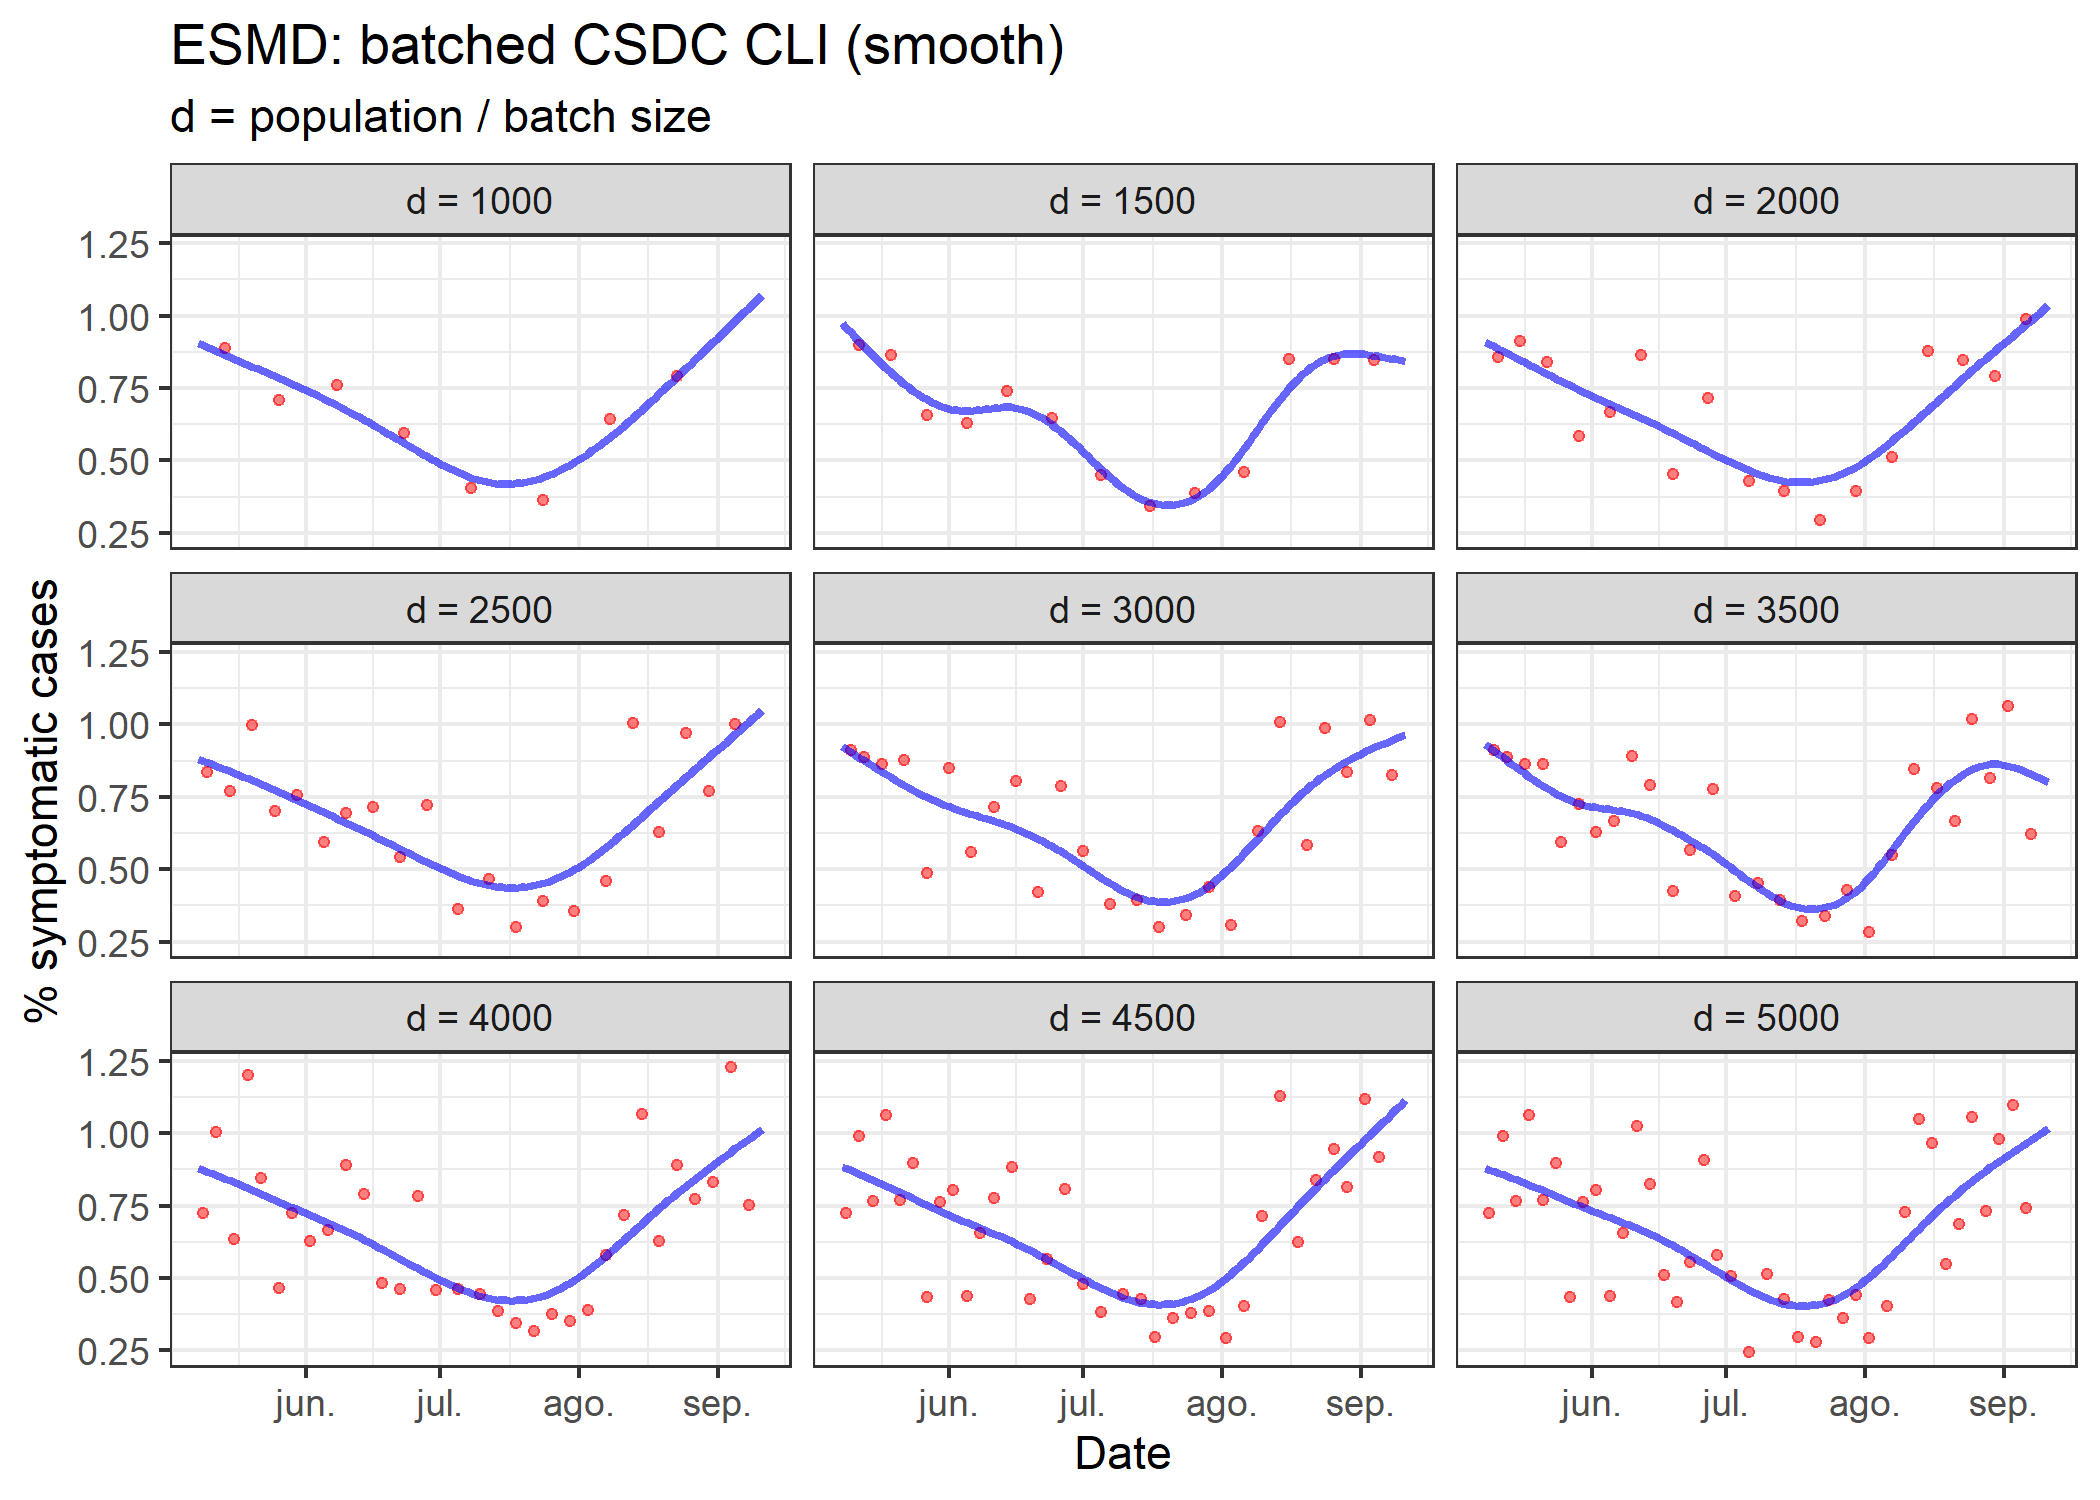 ESMD: batched CSDC CLI (smooth)
d = population / batch size
d = 1000
d = 1500
d = 2000
1.25
1.00
0.75
0.50
0.25
d = 2500
d = 3000
d = 3500
1.25
1.00
0.75
0.50
0.25
% symptomatic cases
d = 4000
d = 4500
d = 5000
1.25
1.00
0.75
0.50
0.25
jun. jul. ago. sep.
jun. jul. ago. sep.
jun. jul. ago. sep.
Date